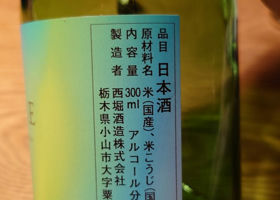 品目 日本酒
原材料名 米(国産)、米こうじ(国
内容量 300ml アルコール分
製造者 西堀酒造株式会社
栃木県小山市大字粟
E